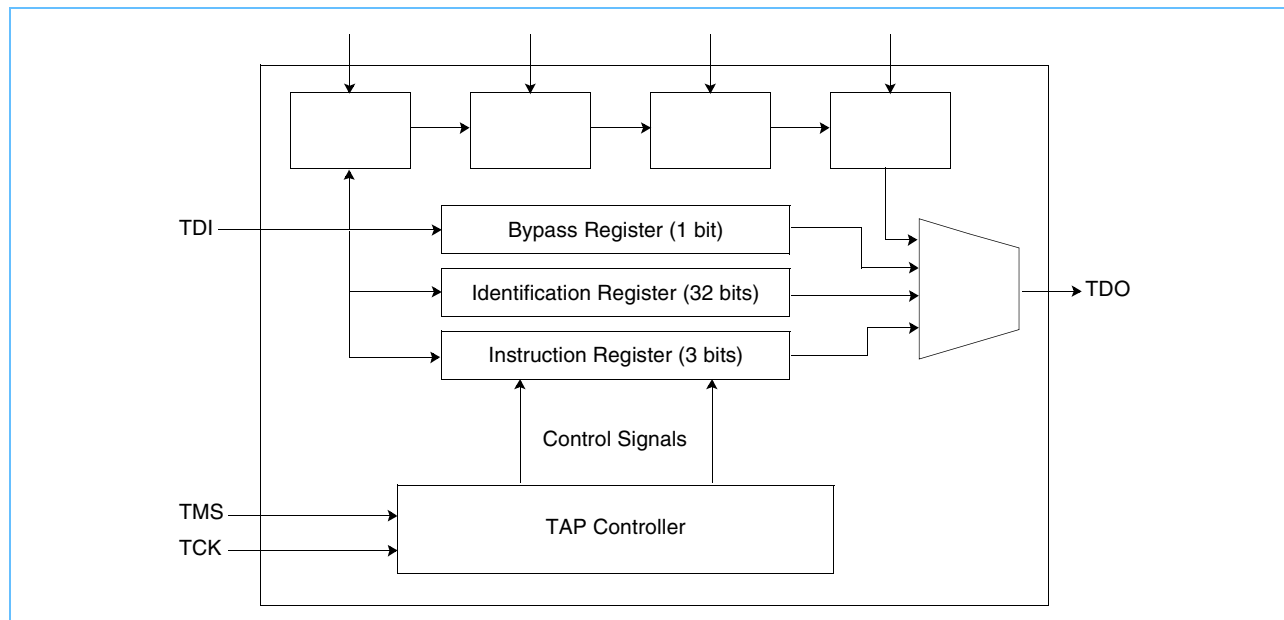 TDI
Bypass Register (1 bit)
Identification Register (32 bits)
TDO
Instruction Register (3 bits)
Control Signals
TMS
TAP Controller
TCK